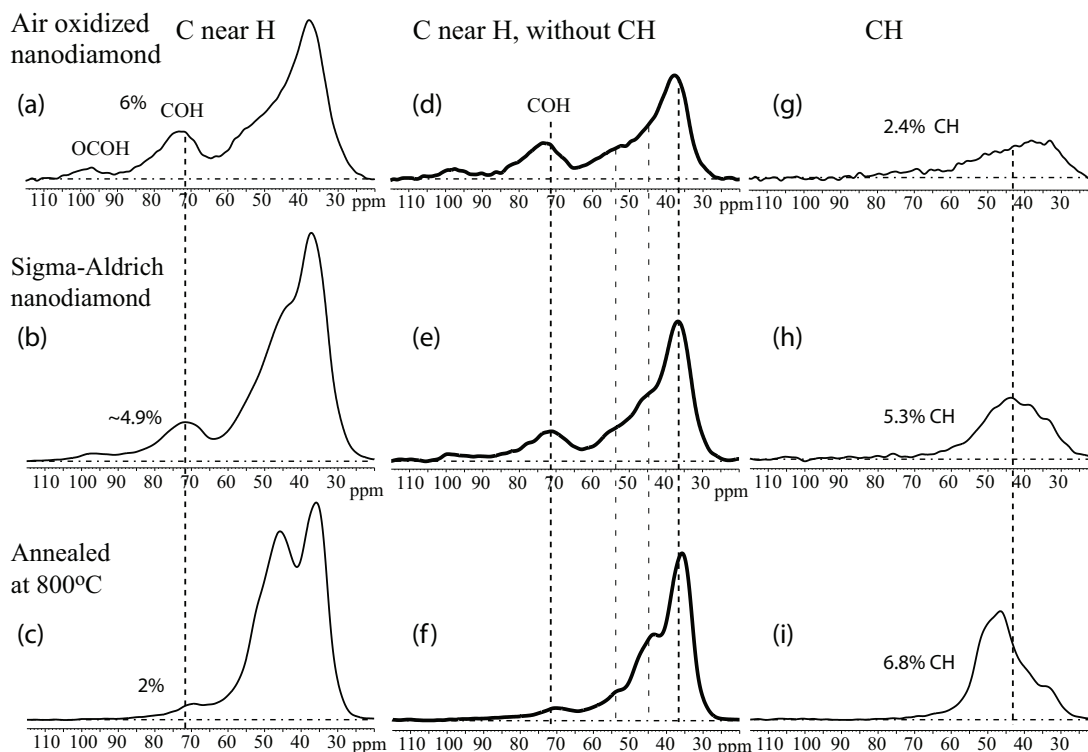 Air oxidized
nanodiamond
C near H
C near H, without CH
CH
(a)
6%
COH
OCOH
(d)
COH
(g)
2.4% CH
110 100 90 80 70 60 50 40 ppm 30
110 100 90 80 70 60 50 40 ppm 30
110 100 90 80 70 60 50 40 30
Sigma-Aldrich
nanodiamond
(b)
~4.9%
(e)
(h)
5.3% CH
110 100 90 80 70 60 50 40 ppm 30
110 100 90 80 70 60 50 40 ppm 30
110 100 90 80 70 60 50 40 30
Annealed
at 800ºC
(c)
2%
(f)
(i)
6.8% CH
110 100 90 80 70 60 50 40 ppm 30
110 100 90 80 70 60 50 40 ppm 30
110 100 90 80 70 60 50 40 30